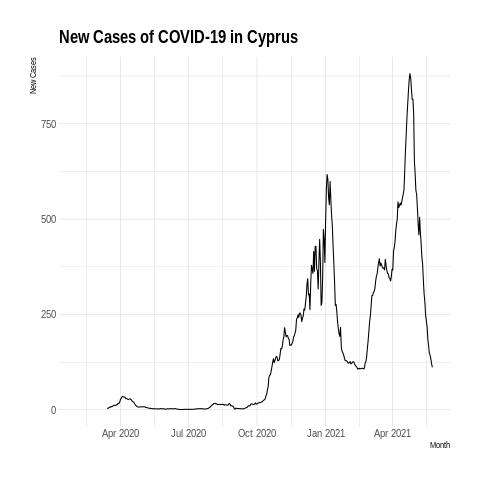 New Cases of COVID-19 in Cyprus
New Cases
750
500
250
0
Apr 2020 Jul 2020 Oct 2020 Jan 2021 Apr 2021
Month